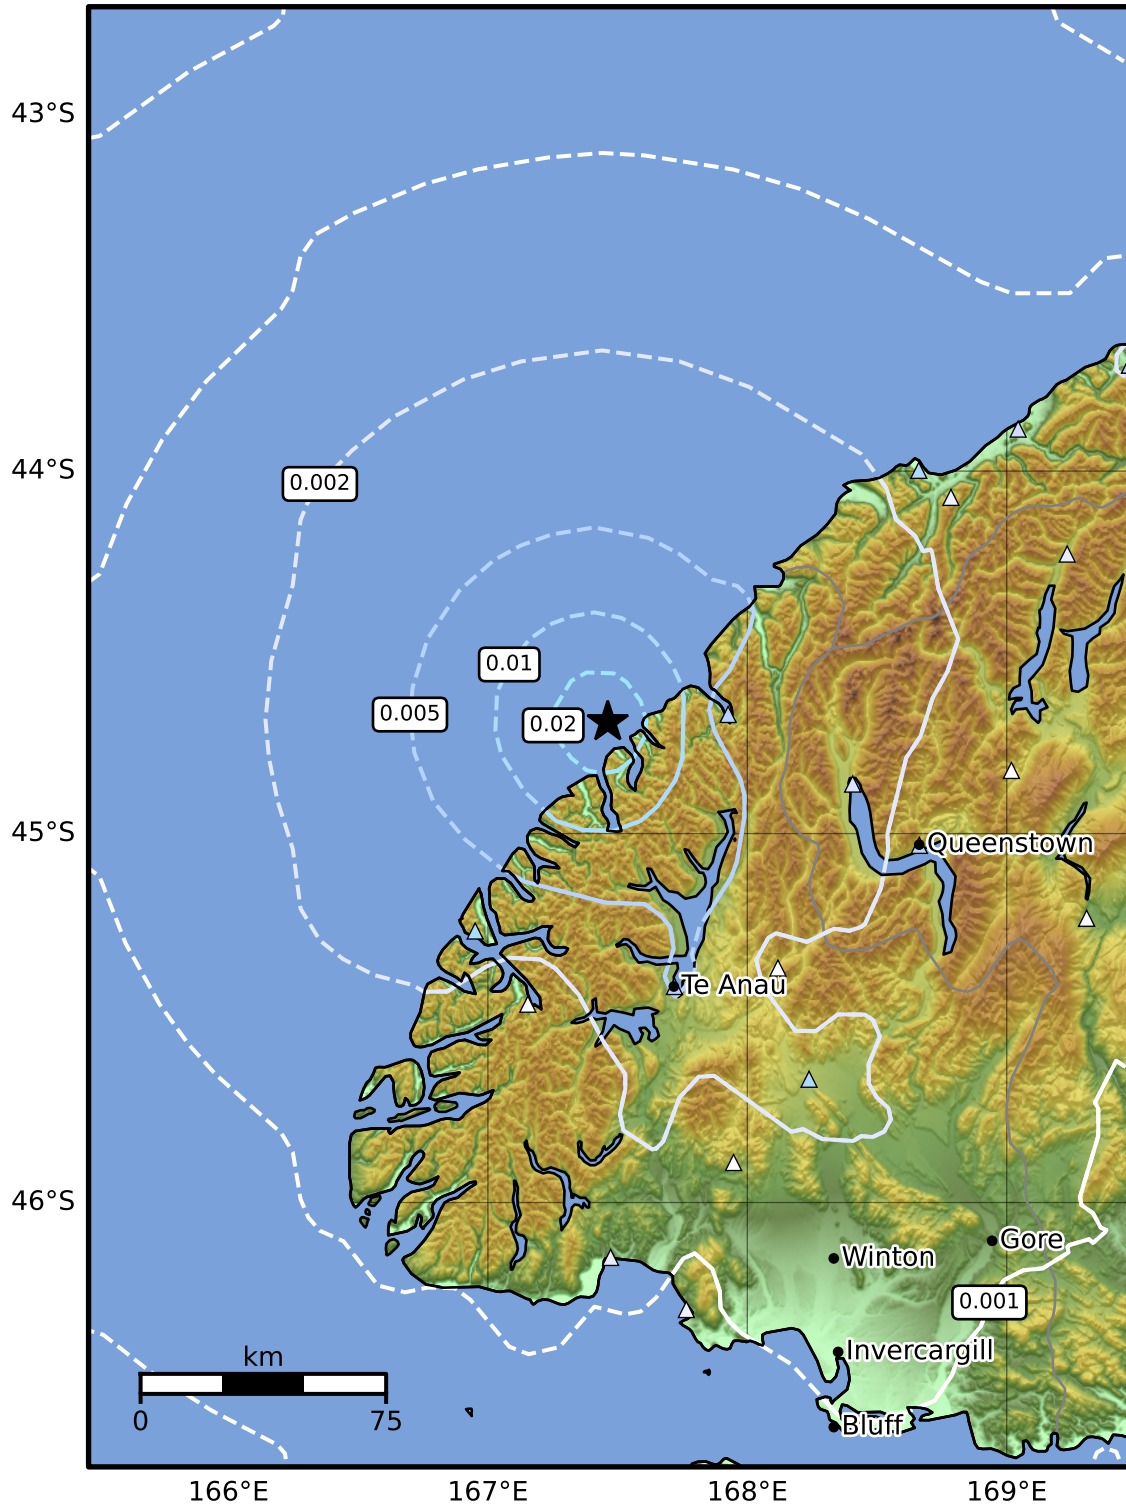 43°S
44°S
0.002
0.01
0.005
0.02
45°S
Queenstown
Te Anau
46°S
Gore
Winton
0.001
Invercargill
km
0
75
Bluff
166°E
167°E
168°E
169°E